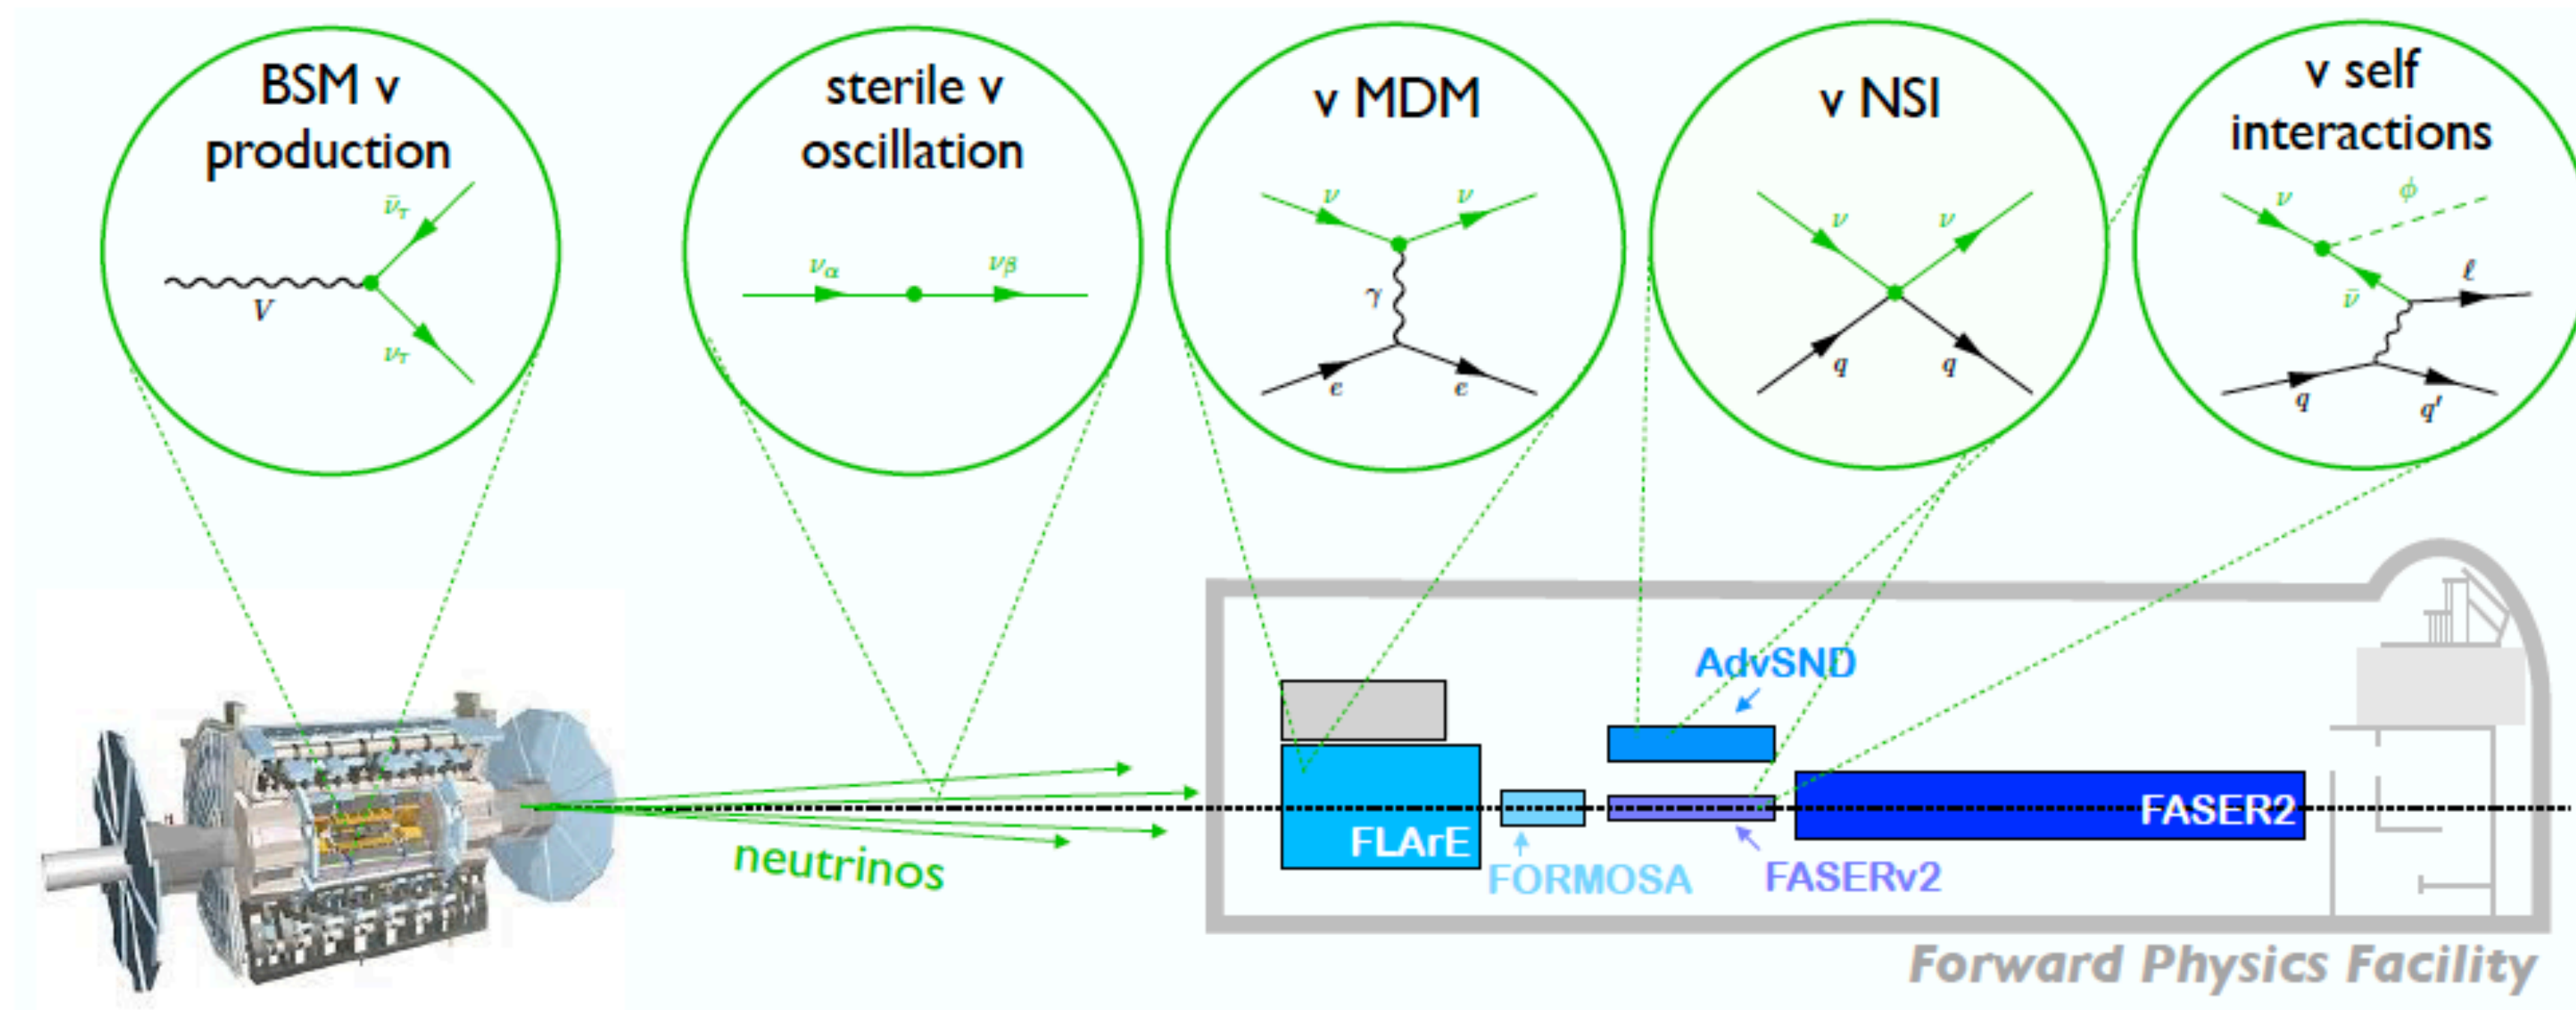 BSM ν
production
ν̄τ
V
ντ
sterile ν
oscillation
να
νβ
ν MDM
ν
ν
γ
e
e
ν NSI
ν
ν
q
q
ν self
interactions
ν
ϕ
ν̄
ℓ
q
q′
neutrinos
AdvSND
FLArE
FORMOSA
FASERν2
FASER2
Forward Physics Facility